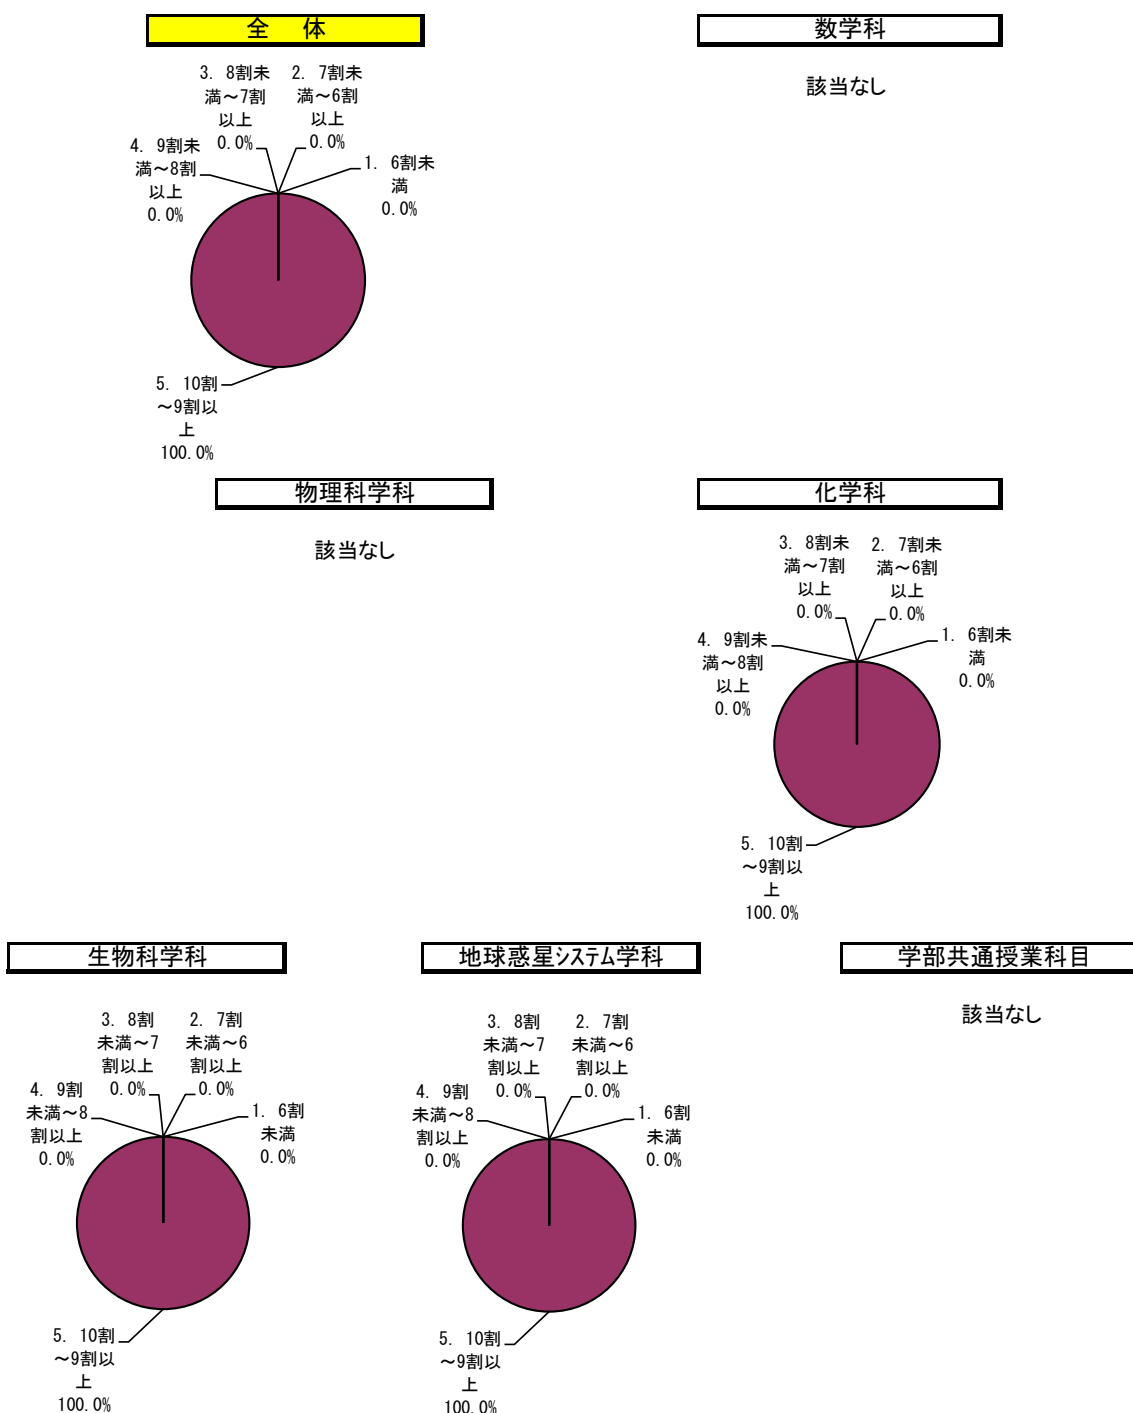 全 体
3. 8割未
満～7割
以上
0.0%
2. 7割未
満～6割
以上
0.0%
4. 9割未
満～8割
以上
0.0%
1. 6割未
満
0.0%
5. 10割
～9割以
上
100.0%
数学科
該当なし
物理科学科
該当なし
化学科
3. 8割未
満～7割
以上
0.0%
2. 7割未
満～6割
以上
0.0%
4. 9割未
満～8割
以上
0.0%
1. 6割未
満
0.0%
5. 10割
～9割以
上
100.0%
生物科学科
3. 8割
未満～7
割以上
0.0%
2. 7割
未満～6
割以上
0.0%
4. 9割
未満～8
割以上
0.0%
1. 6割
未満
0.0%
5. 10割
～9割以
上
100.0%
地球惑星システム学科
3. 8割
未満～7
割以上
0.0%
2. 7割
未満～6
割以上
0.0%
4. 9割
未満～8
割以上
0.0%
1. 6割
未満
0.0%
5. 10割
～9割以
上
100.0%
学部共通授業科目
該当なし